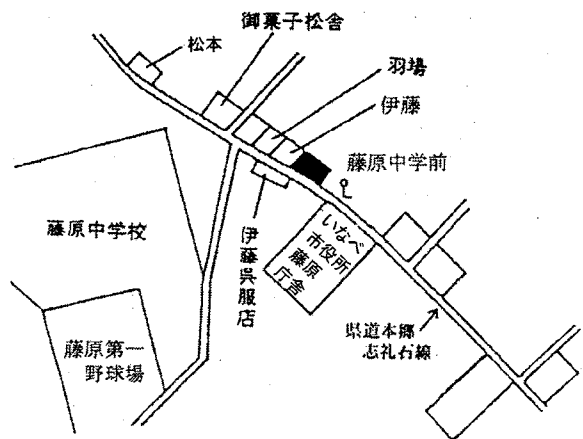 御菓子松舎
松本
羽場
伊藤
藤原中学前
藤原中学校
伊藤呉服店
いなべ
市役所
藤原
庁舎
県道本郷
志礼石線
藤原第一
野球場